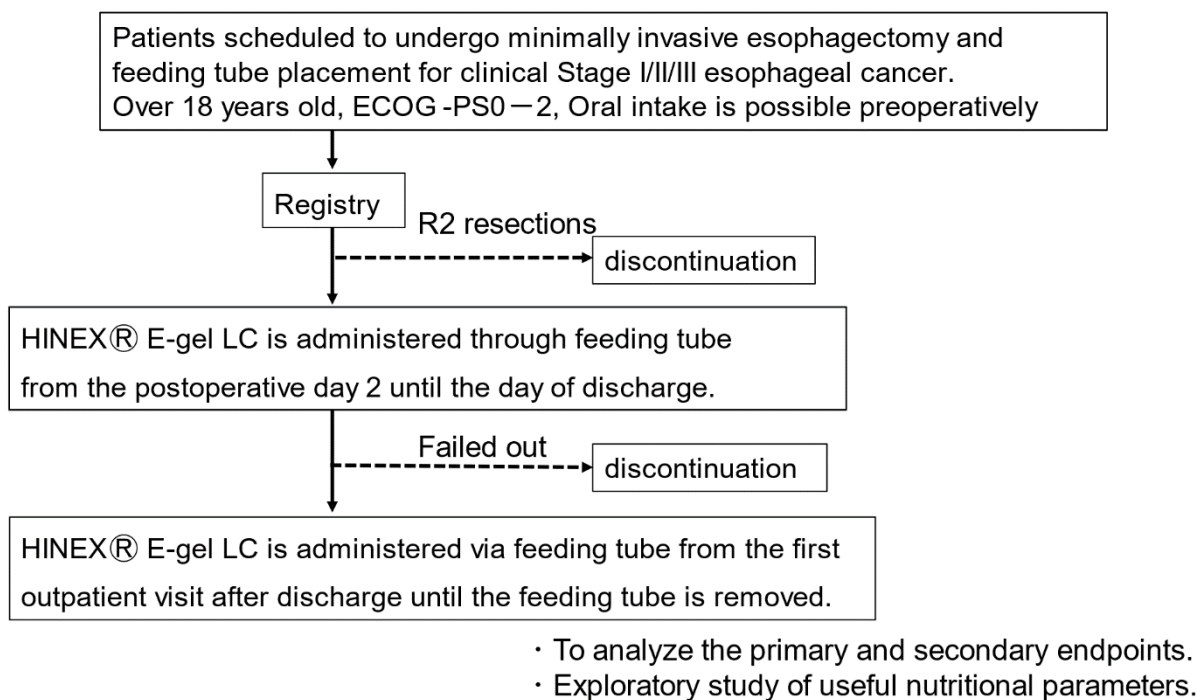 Patients scheduled to undergo minimally invasive esophagectomy and
feeding tube placement for clinical Stage I/II/III esophageal cancer.
Over 18 years old, ECOG -PS0－2, Oral intake is possible preoperatively
Registry
R2 resections
discontinuation
HINEXⓇ E-gel LC is administered through feeding tube
from the postoperative day 2 until the day of discharge.
Failed out
discontinuation
HINEXⓇ E-gel LC is administered via feeding tube from the first
outpatient visit after discharge until the feeding tube is removed.
・To analyze the primary and secondary endpoints.
・Exploratory study of useful nutritional parameters.